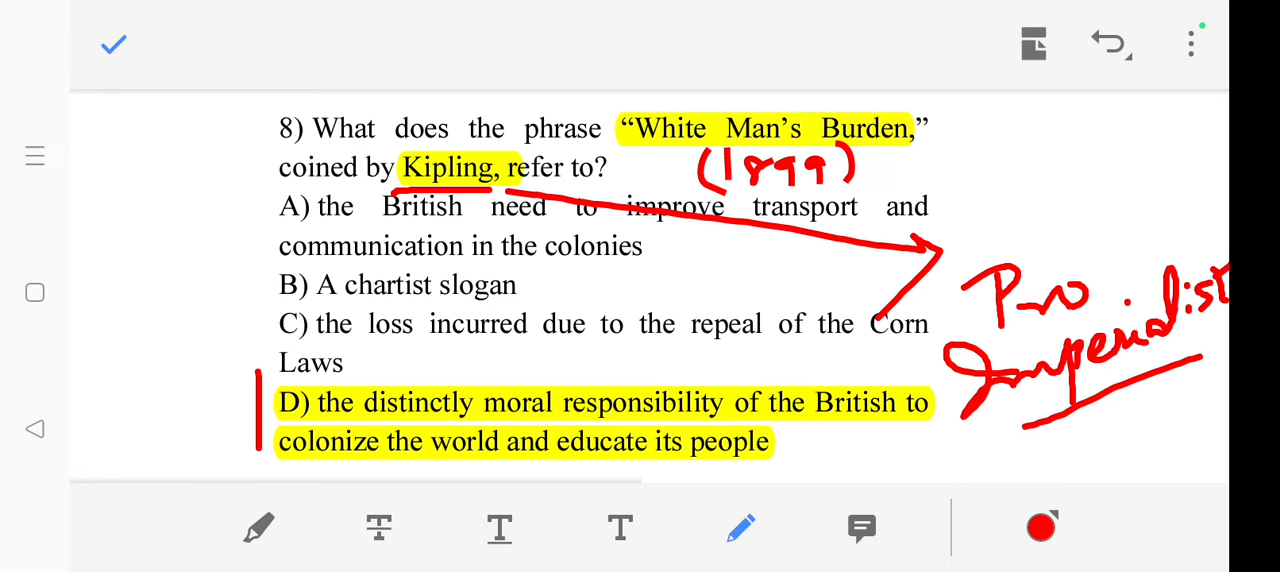 8) What does the phrase “White Man’s Burden,”
coined by Kipling, refer to?
(1899)
A) the British need to improve transport and
communication in the colonies
B) A chartist slogan
C) the loss incurred due to the repeal of the Corn
Laws
D) the distinctly moral responsibility of the British to
colonize the world and educate its people
Pro
Imperialist
T
T
T